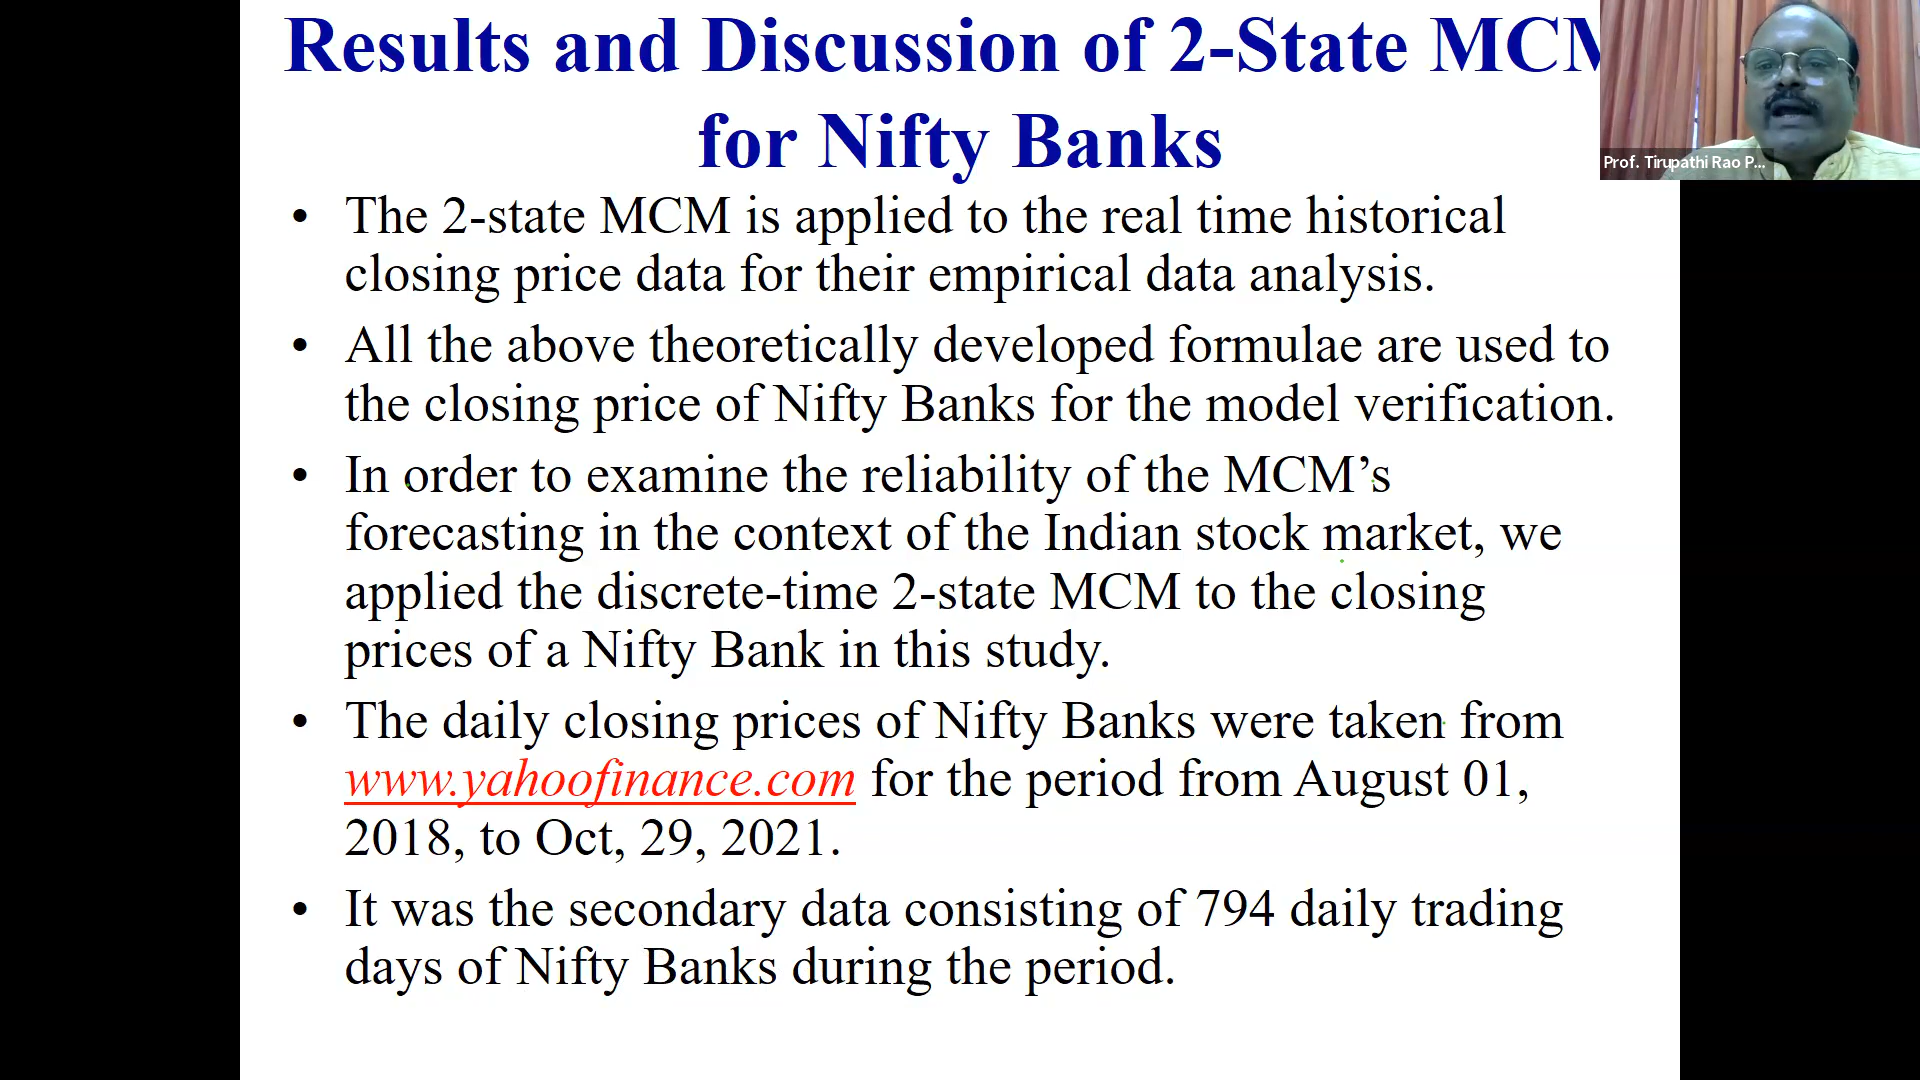 Results and Discussion of 2-State MCM
for Nifty Banks
Prof. Tirupathi Rao P...
• The 2-state MCM is applied to the real time historical
closing price data for their empirical data analysis.
• All the above theoretically developed formulae are used to
the closing price of Nifty Banks for the model verification.
• In order to examine the reliability of the MCM’s
forecasting in the context of the Indian stock market, we
applied the discrete-time 2-state MCM to the closing
prices of a Nifty Bank in this study.
• The daily closing prices of Nifty Banks were taken from
www.yahoofinance.com for the period from August 01,
2018, to Oct, 29, 2021.
• It was the secondary data consisting of 794 daily trading
days of Nifty Banks during the period.